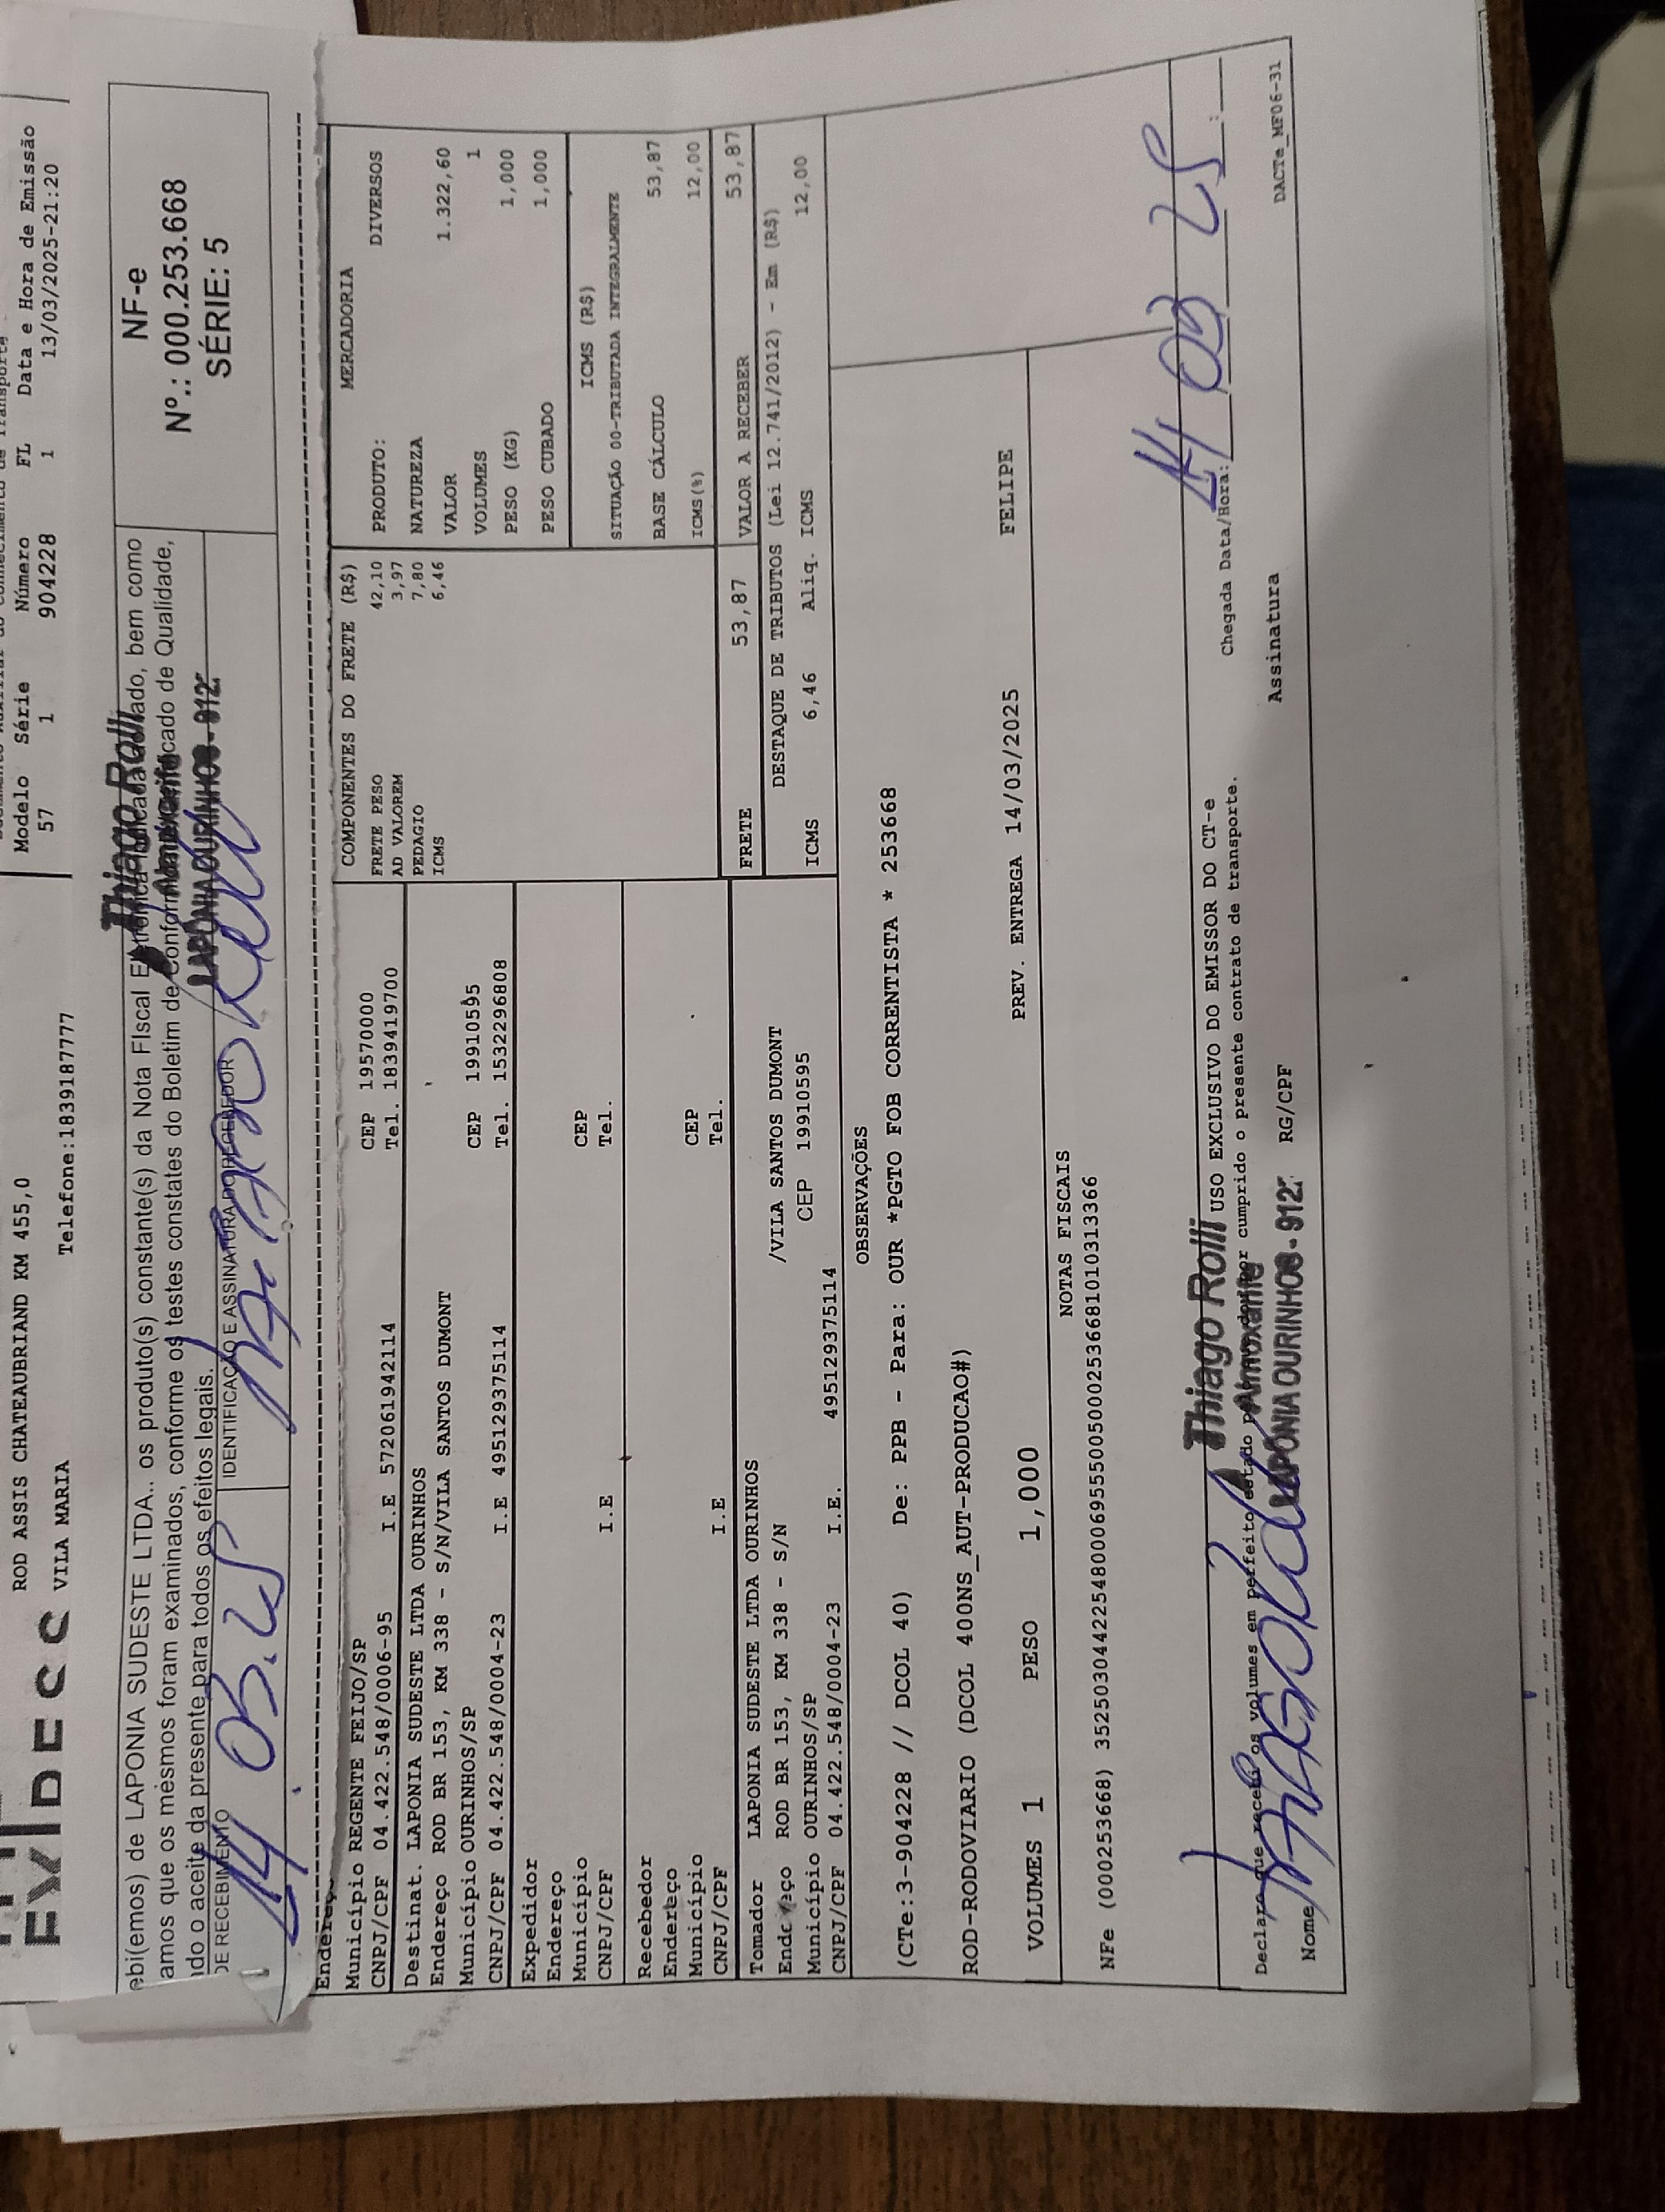 ROD ASSIS CHATEAUBRIAND KM 455,0
VILA MARIA Telefone:1839187777
Modelo Série Número FL Data e Hora de Emissão
57 1 904228 1 13/03/2025-21:20
ebi(emos) de LAPONIA SUDESTE LTDA.. os produto(s) constante(s) da Nota FIscal Eletrônica indicada ao lado, bem como
amos que os mesmos foram examinados, conforme os testes constates do Boletim de Conformidade/Certificado de Qualidade,
ndo o aceite da presente para todos os efeitos legais.
DE RECEBIMENTO
14 03.25
IDENTIFICAÇÃO E ASSINATURA DO RECEBEDOR
Thiago Rolli
Almoxarife
LAPÔNIA OURINHOS - 912
NF-e
Nº.: 000.253.668
SÉRIE: 5
Endereço
Município REGENTE FEIJO/SP CEP 19570000
CNPJ/CPF 04.422.548/0006-95 I.E 572061942114 Tel. 1839419700
Destinat. LAPONIA SUDESTE LTDA OURINHOS
Endereço ROD BR 153, KM 338 - S/N/VILA SANTOS DUMONT
Município OURINHOS/SP CEP 19910595
CNPJ/CPF 04.422.548/0004-23 I.E 495129375114 Tel. 1532296808
Expedidor
Endereço
Município CEP
CNPJ/CPF I.E Tel.
Recebedor
Endereço
Município CEP
CNPJ/CPF I.E Tel.
Tomador LAPONIA SUDESTE LTDA OURINHOS
Endereço ROD BR 153, KM 338 - S/N /VILA SANTOS DUMONT
Município OURINHOS/SP CEP 19910595
CNPJ/CPF 04.422.548/0004-23 I.E. 495129375114
COMPONENTES DO FRETE (R$)
FRETE PESO 42,10
AD VALOREM 3,97
PEDAGIO 7,80
ICMS 6,46
MERCADORIA
PRODUTO: DIVERSOS
NATUREZA
VALOR 1.322,60
VOLUMES 1
PESO (KG) 1,000
PESO CUBADO 1,000
ICMS (R$)
SITUAÇÃO 00-TRIBUTADA INTEGRALMENTE
BASE CÁLCULO 53,87
ICMS(%) 12,00
FRETE 53,87 VALOR A RECEBER 53,87
DESTAQUE DE TRIBUTOS (Lei 12.741/2012) - Em (R$)
ICMS 6,46 Aliq. ICMS 12,00
OBSERVAÇÕES
(CTe:3-904228 // DCOL 40) De: PPB - Para: OUR *PGTO FOB CORRENTISTA * 253668
ROD-RODOVIARIO (DCOL 400NS_AUT-PRODUCAO#)
VOLUMES 1 PESO 1,000 PREV. ENTREGA 14/03/2025 FELIPE
NOTAS FISCAIS
NFe (000253668) 35250304422548000695550050002536681010313366
USO EXCLUSIVO DO EMISSOR DO CT-e
Declaro que recebi os volumes em perfeito estado por cumprido o presente contrato de transporte.
Chegada Data/Hora: 14/03 25
Nome RG/CPF Assinatura
Thiago Rolli
Almoxarife
LAPÔNIA OURINHOS - 912
DACTe_MF06-31